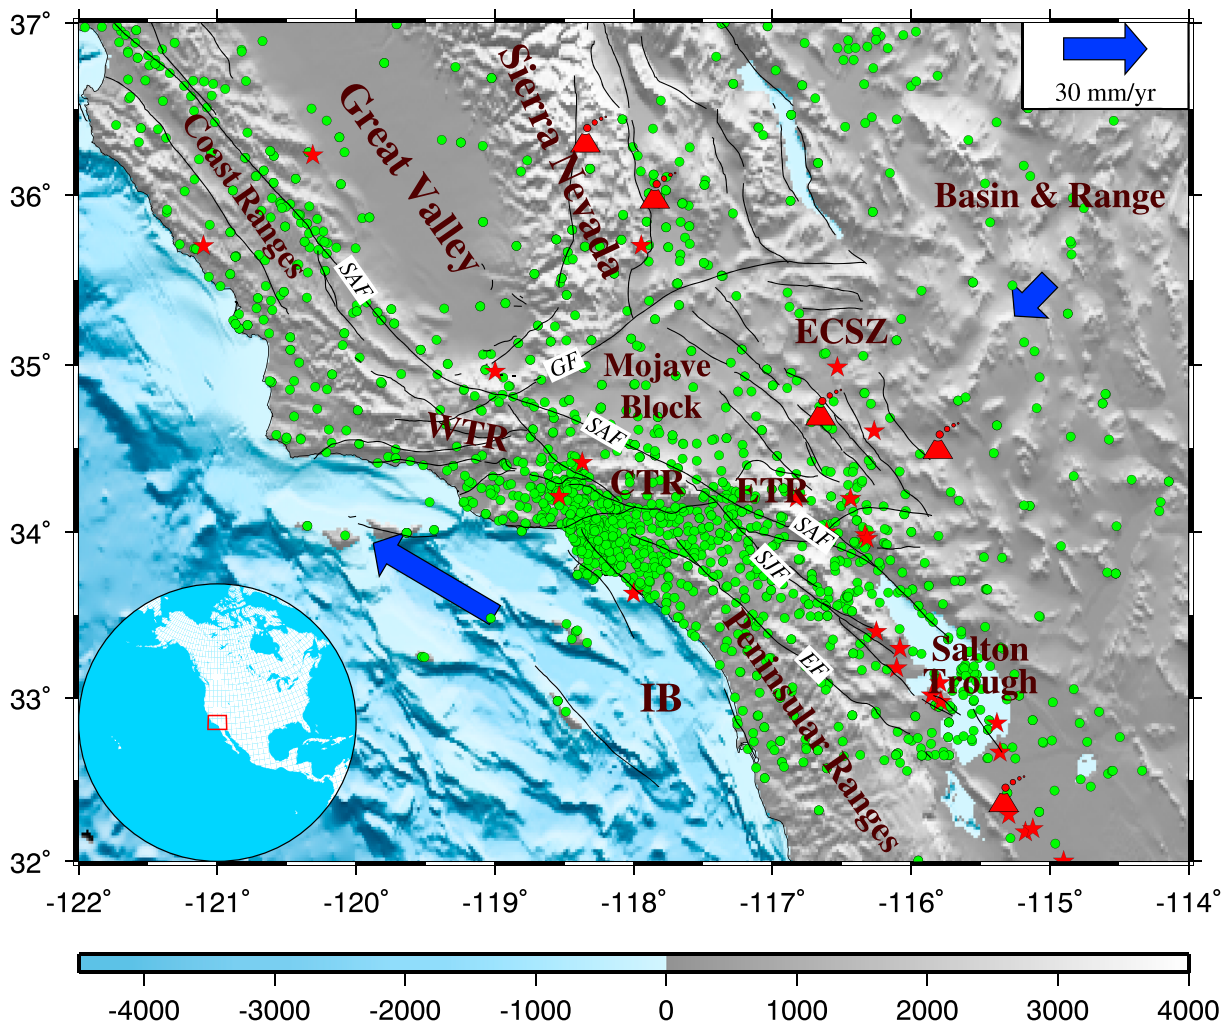 37°
36°
35°
34°
33°
32°
30 mm/yr
Sierra Nevada
Great Valley
Coast Ranges
Basin & Range
SAF
ECSZ
GF
Mojave
Block
WTR
SAF
CTR
ETR
SAF
SJF
Peninsular Ranges
EF
Salton
Trough
IB
-122° -121° -120° -119° -118° -117° -116° -115° -114°
-4000 -3000 -2000 -1000 0 1000 2000 3000 4000